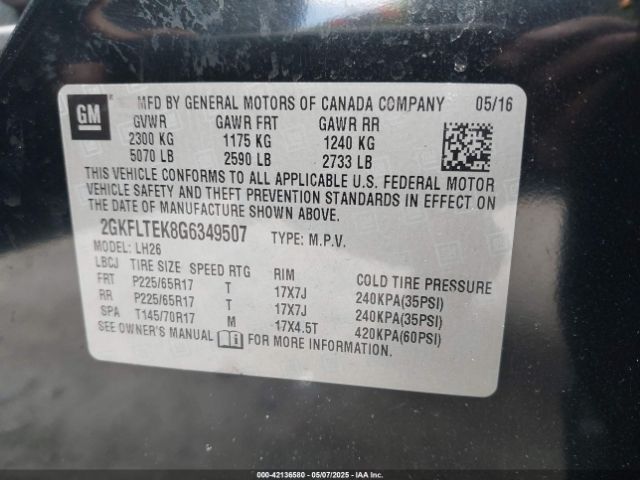 GM MFD BY GENERAL MOTORS OF CANADA COMPANY 05/16
GVWR GAWR FRT GAWR RR
2300 KG 1175 KG 1240 KG
5070 LB 2590 LB 2733 LB
THIS VEHICLE CONFORMS TO ALL APPLICABLE U.S. FEDERAL MOTOR
VEHICLE SAFETY AND THEFT PREVENTION STANDARDS IN EFFECT ON
THE DATE OF MANUFACTURE SHOWN ABOVE.
2GKFLTEK8G6349507 TYPE: M.P.V.
MODEL: LH26
LBCJ TIRE SIZE SPEED RTG RIM COLD TIRE PRESSURE
FRT P225/65R17 T 17X7J 240KPA(35PSI)
RR P225/65R17 T 17X7J 240KPA(35PSI)
SPA T145/70R17 M 17X4.5T 420KPA(60PSI)
SEE OWNER'S MANUAL i FOR MORE INFORMATION.
000-42136580 - 05/07/2025 - IAA Inc.